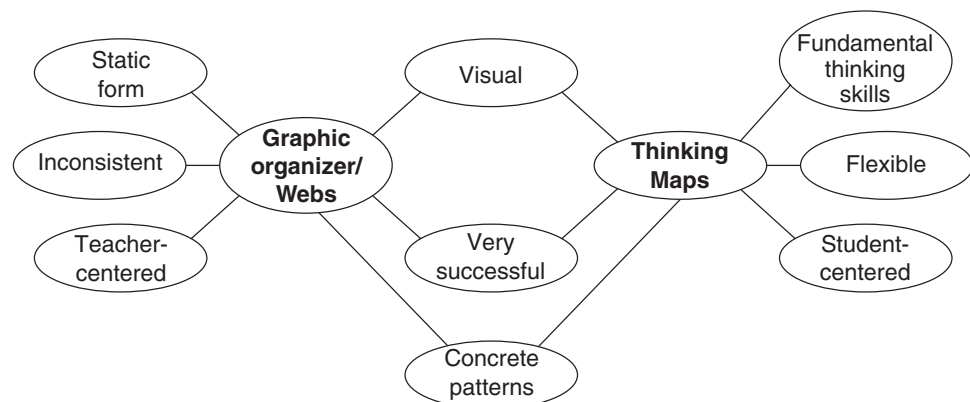 Static
form
Inconsistent
Teacher-
centered
Graphic
organizer/
Webs
Visual
Very
successful
Concrete
patterns
Thinking
Maps
Fundamental
thinking
skills
Flexible
Student-
centered